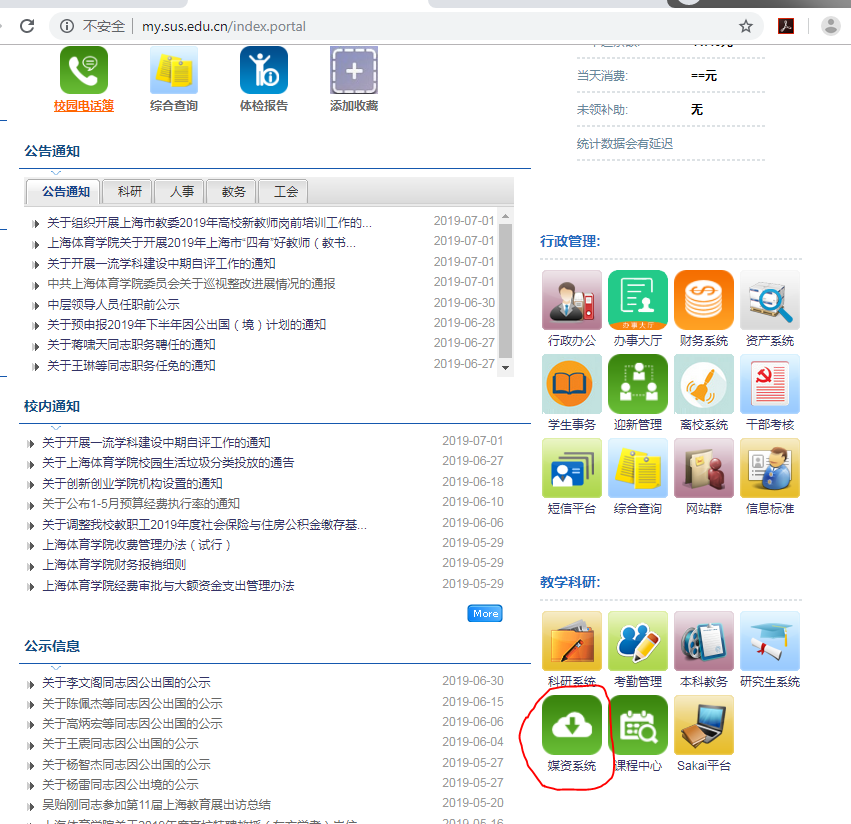 不安全 my.sus.edu.cn/index.portal
校园电话簿 综合查询 体检报告 添加收藏
当天消费: ==元
未领补助: 无
统计数据会有延迟
公告通知
公告通知 科研 人事 教务 工会
关于组织开展上海市教委2019年高校新教师岗前培训工作的... 2019-07-01
上海体育学院关于开展2019年上海市“四有”好教师（教书... 2019-07-01
关于开展一流学科建设中期自评工作的通知 2019-07-01
中共上海体育学院委员会关于巡视整改进展情况的通报 2019-07-01
中层领导人员任职前公示 2019-06-30
关于预申报2019年下半年因公出国（境）计划的通知 2019-06-28
关于蒋啸天同志职务聘任的通知 2019-06-27
关于王琳等同志职务任免的通知 2019-06-27
校内通知
关于开展一流学科建设中期自评工作的通知 2019-07-01
关于上海体育学院校园生活垃圾分类投放的通告 2019-06-27
关于创新创业学院机构设置的通知 2019-06-18
关于公布1-5月预算经费执行率的通知 2019-06-10
关于调整我校教职工2019年度社会保险与住房公积金缴存基... 2019-06-06
上海体育学院收费管理办法（试行） 2019-05-29
上海体育学院财务报销细则 2019-05-29
上海体育学院经费审批与大额资金支出管理办法 2019-05-29
More
公示信息
关于李文阁同志因公出国的公示 2019-06-30
关于陈佩杰等同志因公出国的公示 2019-06-15
关于高炳宏等同志因公出国的公示 2019-06-06
关于王震同志因公出国的公示 2019-06-04
关于杨智杰同志因公出国的公示 2019-05-27
关于杨雷同志因公出境的公示 2019-05-27
吴贻刚同志参加第11届上海教育展出访总结 2019-05-20
行政管理:
办事大厅
行政办公 办事大厅 财务系统 资产系统
学生事务 迎新管理 离校系统 干部考核
短信平台 综合查询 网站群 信息标准
教学科研:
科研系统 考勤管理 本科教务 研究生系统
媒资系统 课程中心 Sakai平台